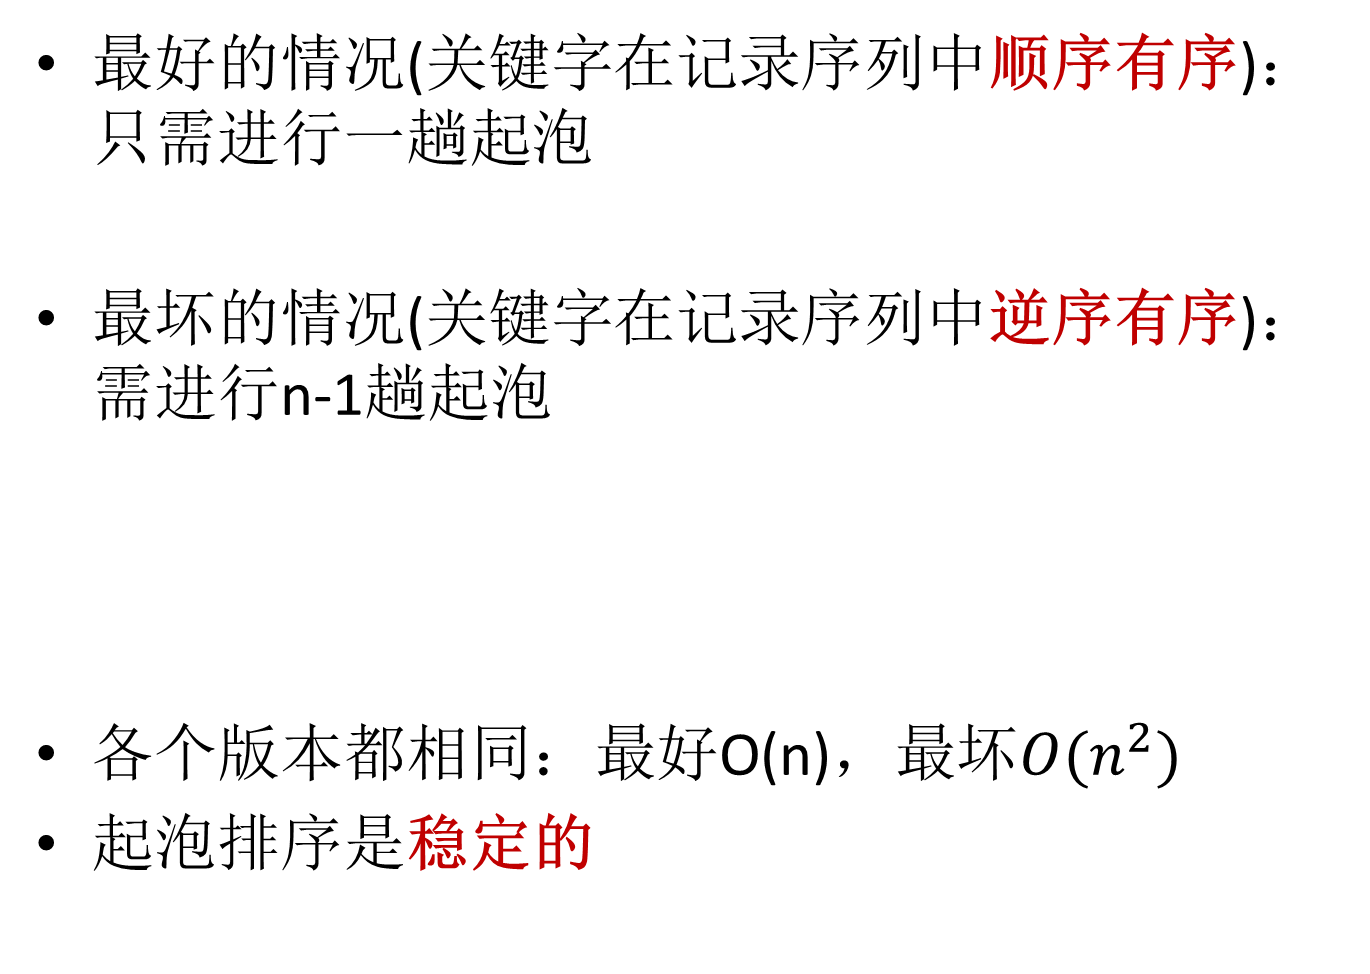 • 最好的情况(关键字在记录序列中顺序有序)：
只需进行一趟起泡
• 最坏的情况(关键字在记录序列中逆序有序)：
需进行n-1趟起泡
• 各个版本都相同：最好O(n)，最坏O(n²)
• 起泡排序是稳定的